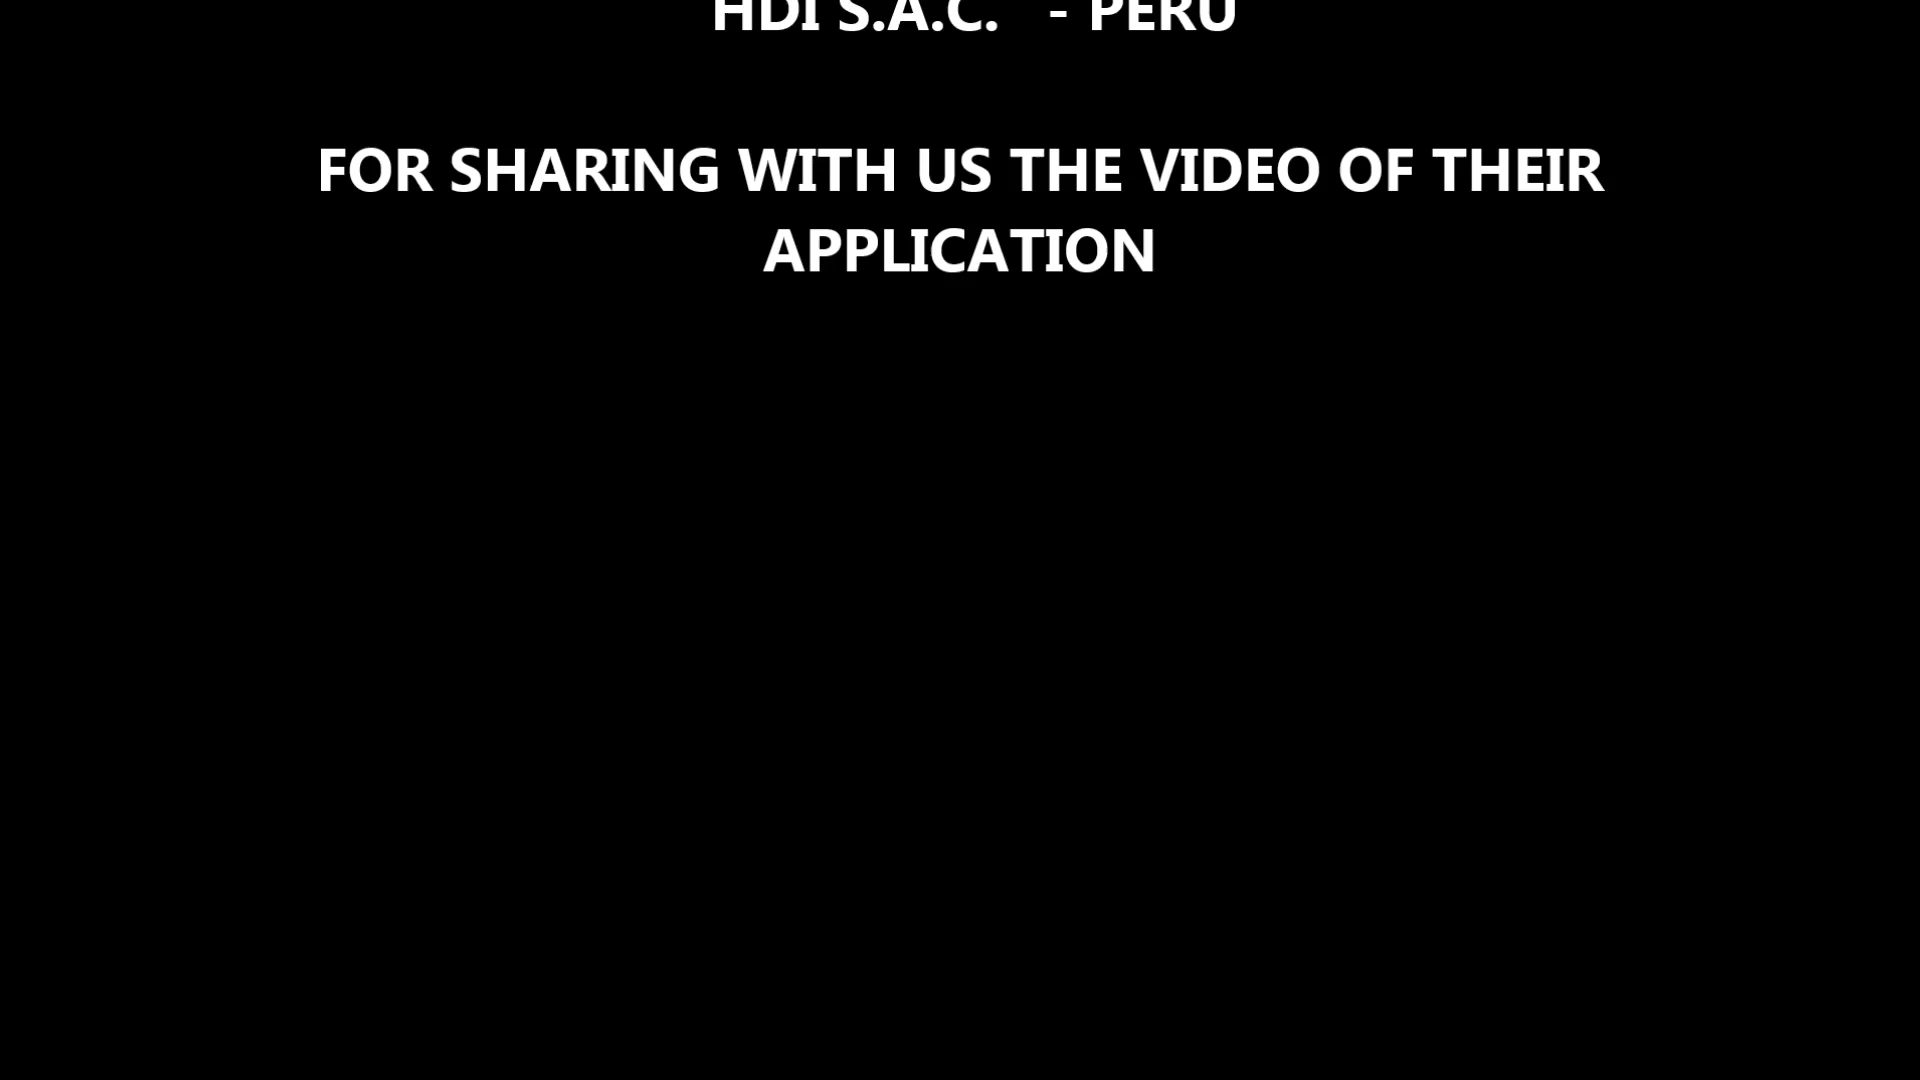 HDI S.A.C. - PERU
FOR SHARING WITH US THE VIDEO OF THEIR
APPLICATION